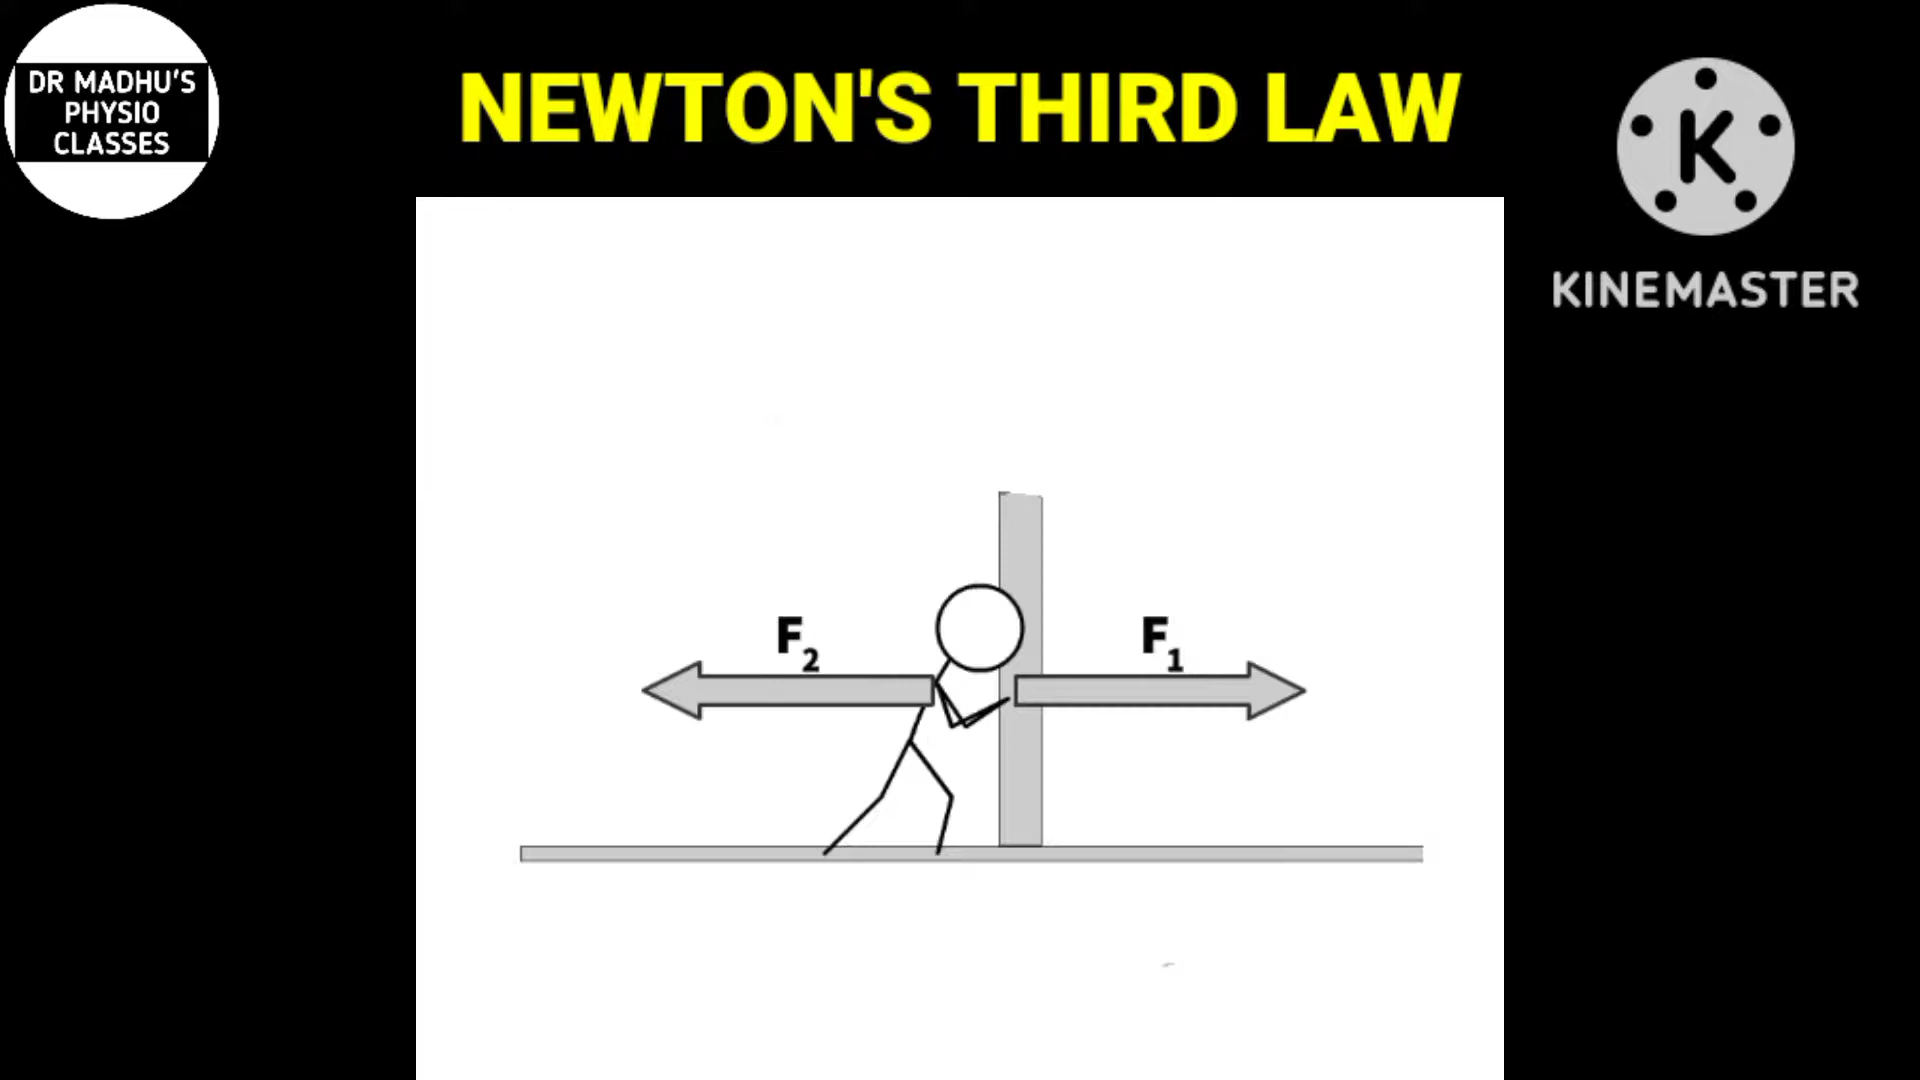 DR MADHU'S
PHYSIO
CLASSES
NEWTON'S THIRD LAW
K
KINEMASTER
F2
F1